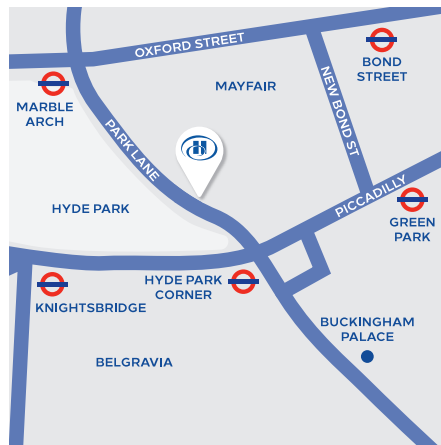 OXFORD STREET
BOND
STREET
MAYFAIR
NEW BOND ST
MARBLE
ARCH
PARK LANE
H
HYDE PARK
PICCADILLY
GREEN
PARK
HYDE PARK
CORNER
KNIGHTSBRIDGE
BUCKINGHAM
PALACE
BELGRAVIA